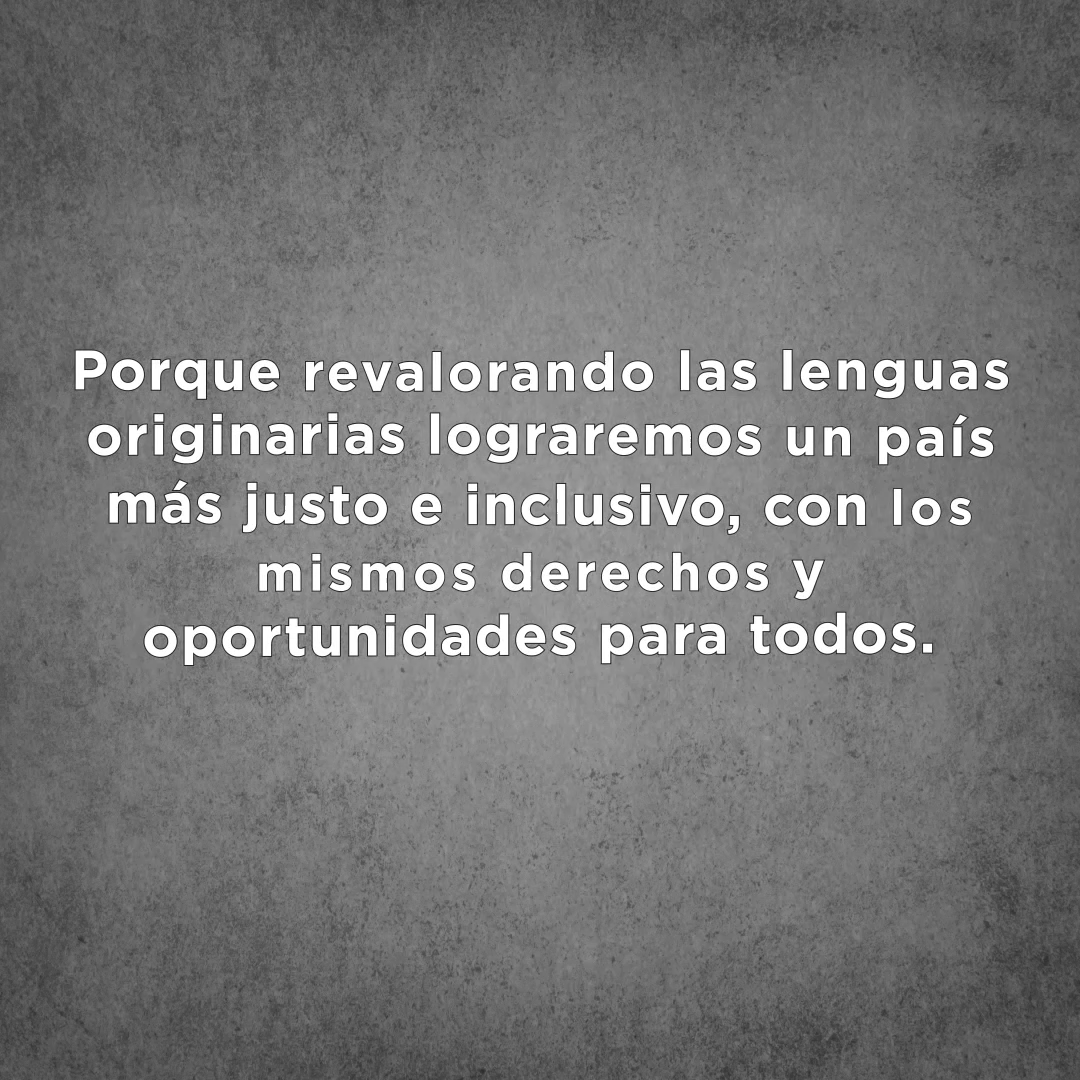 Porque revalorando las lenguas
originarias lograremos un país
más justo e inclusivo, con los
mismos derechos y
oportunidades para todos.